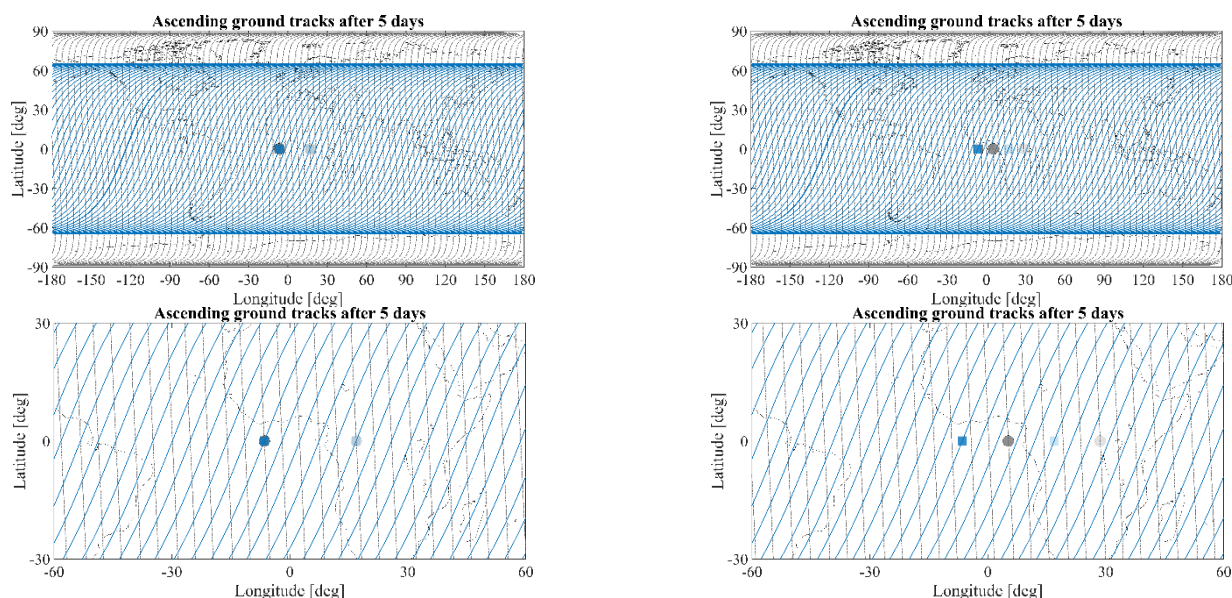 Ascending ground tracks after 5 days
Latitude [deg]
90
60
30
0
-30
-60
-90
-180 -150 -120 -90 -60 -30 0 30 60 90 120 150 180
Longitude [deg]
Ascending ground tracks after 5 days
Latitude [deg]
90
60
30
0
-30
-60
-90
-180 -150 -120 -90 -60 -30 0 30 60 90 120 150 180
Longitude [deg]
Ascending ground tracks after 5 days
Latitude [deg]
30
0
-30
-60 -30 0 30 60
Longitude [deg]
Ascending ground tracks after 5 days
Latitude [deg]
30
0
-30
-60 -30 0 30 60
Longitude [deg]